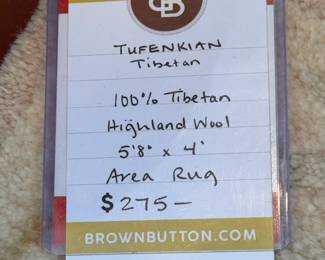 TUFENKIAN
Tibetan
100% Tibetan
Highland Wool
5'8" x 4'
Area Rug
$275—
BROWNBUTTON.COM